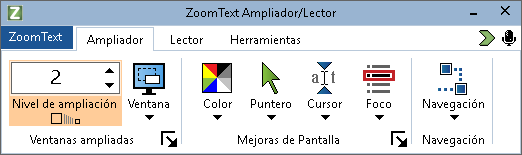 ZoomText Ampliador/Lector
ZoomText Ampliador Lector Herramientas
2
Nivel de ampliación Ventana Color Puntero Cursor Foco Navegación
Ventanas ampliadas Mejoras de Pantalla Navegación